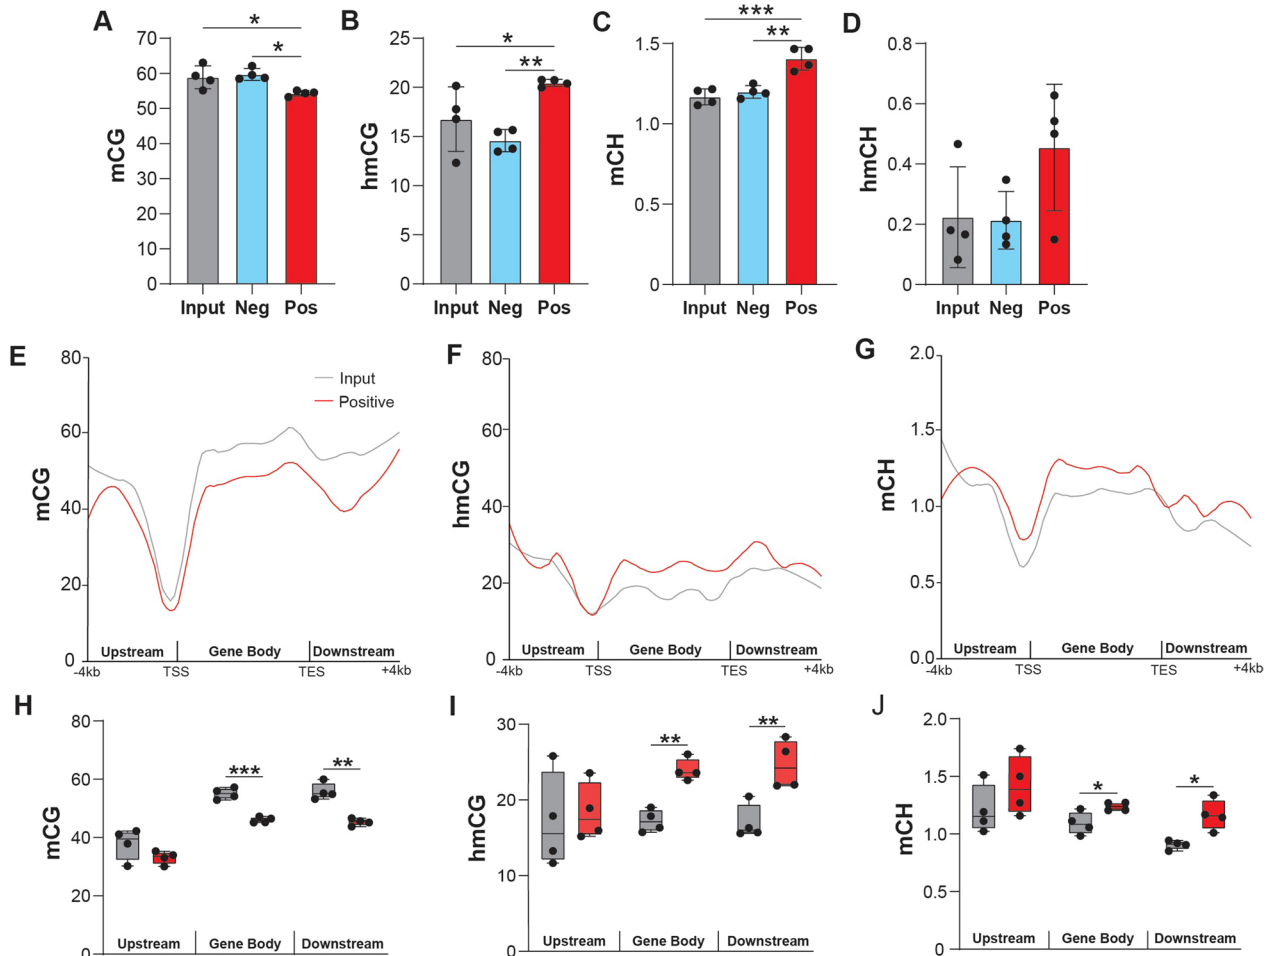 A
mCG
70
60
50
40
30
20
10
0
*
*
Input Neg Pos
B
hmCG
25
20
15
10
5
0
*
**
Input Neg Pos
C
mCH
1.5
1.0
0.5
0
***
**
Input Neg Pos
D
hmCH
0.8
0.6
0.4
0.2
0
Input Neg Pos
E
mCG
80
60
40
20
0
Input
Positive
Upstream Gene Body Downstream
-4kb TSS TES +4kb
F
hmCG
80
60
40
20
0
Upstream Gene Body Downstream
-4kb TSS TES +4kb
G
mCH
2.0
1.5
1.0
0.5
0.0
Upstream Gene Body Downstream
-4kb TSS TES +4kb
H
mCG
80
60
40
20
0
***
**
Upstream Gene Body Downstream
I
hmCG
30
20
10
0
**
**
Upstream Gene Body Downstream
J
mCH
2.0
1.5
1.0
0.5
0
*
*
Upstream Gene Body Downstream